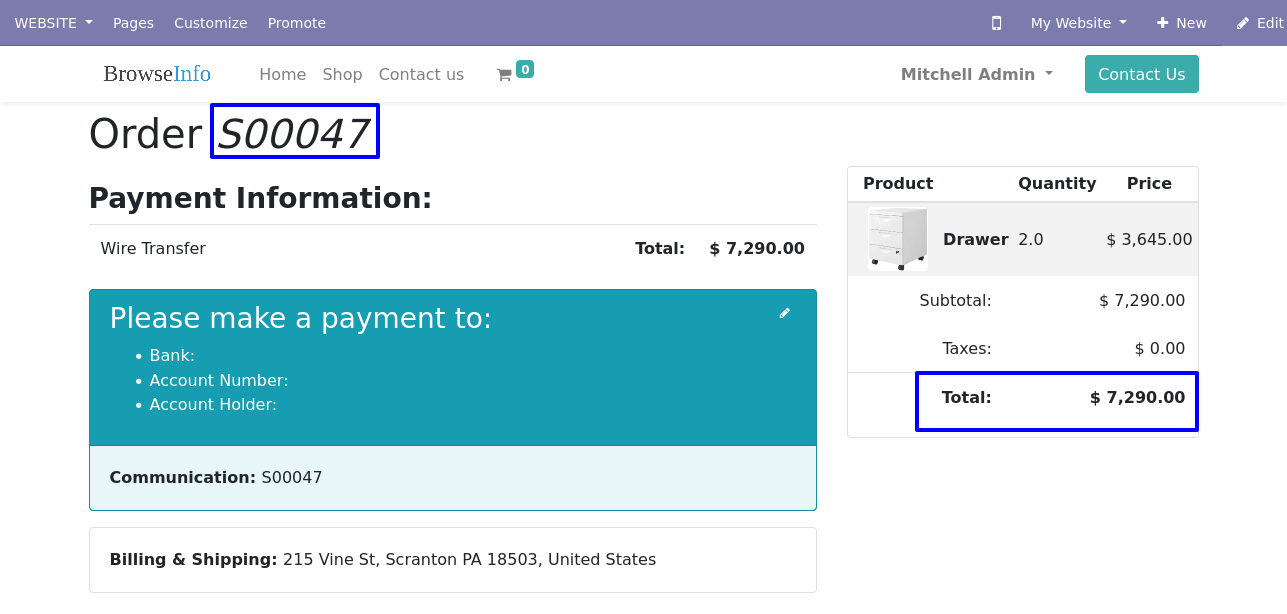 WEBSITE Pages Customize Promote My Website New Edit
BrowseInfo Home Shop Contact us 0 Mitchell Admin Contact Us
Order S00047
Payment Information:
Wire Transfer Total: $ 7,290.00
Please make a payment to:
• Bank:
• Account Number:
• Account Holder:
Communication: S00047
Billing & Shipping: 215 Vine St, Scranton PA 18503, United States
Product Quantity Price
Drawer 2.0 $ 3,645.00
Subtotal: $ 7,290.00
Taxes: $ 0.00
Total: $ 7,290.00